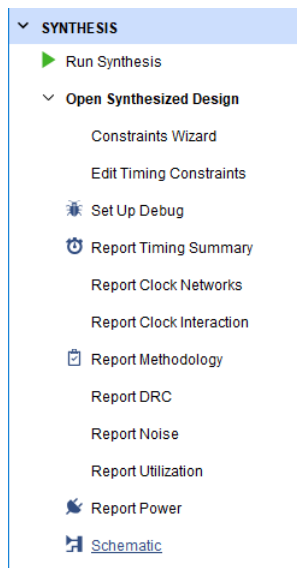 SYNTHESIS
Run Synthesis
Open Synthesized Design
Constraints Wizard
Edit Timing Constraints
Set Up Debug
Report Timing Summary
Report Clock Networks
Report Clock Interaction
Report Methodology
Report DRC
Report Noise
Report Utilization
Report Power
Schematic